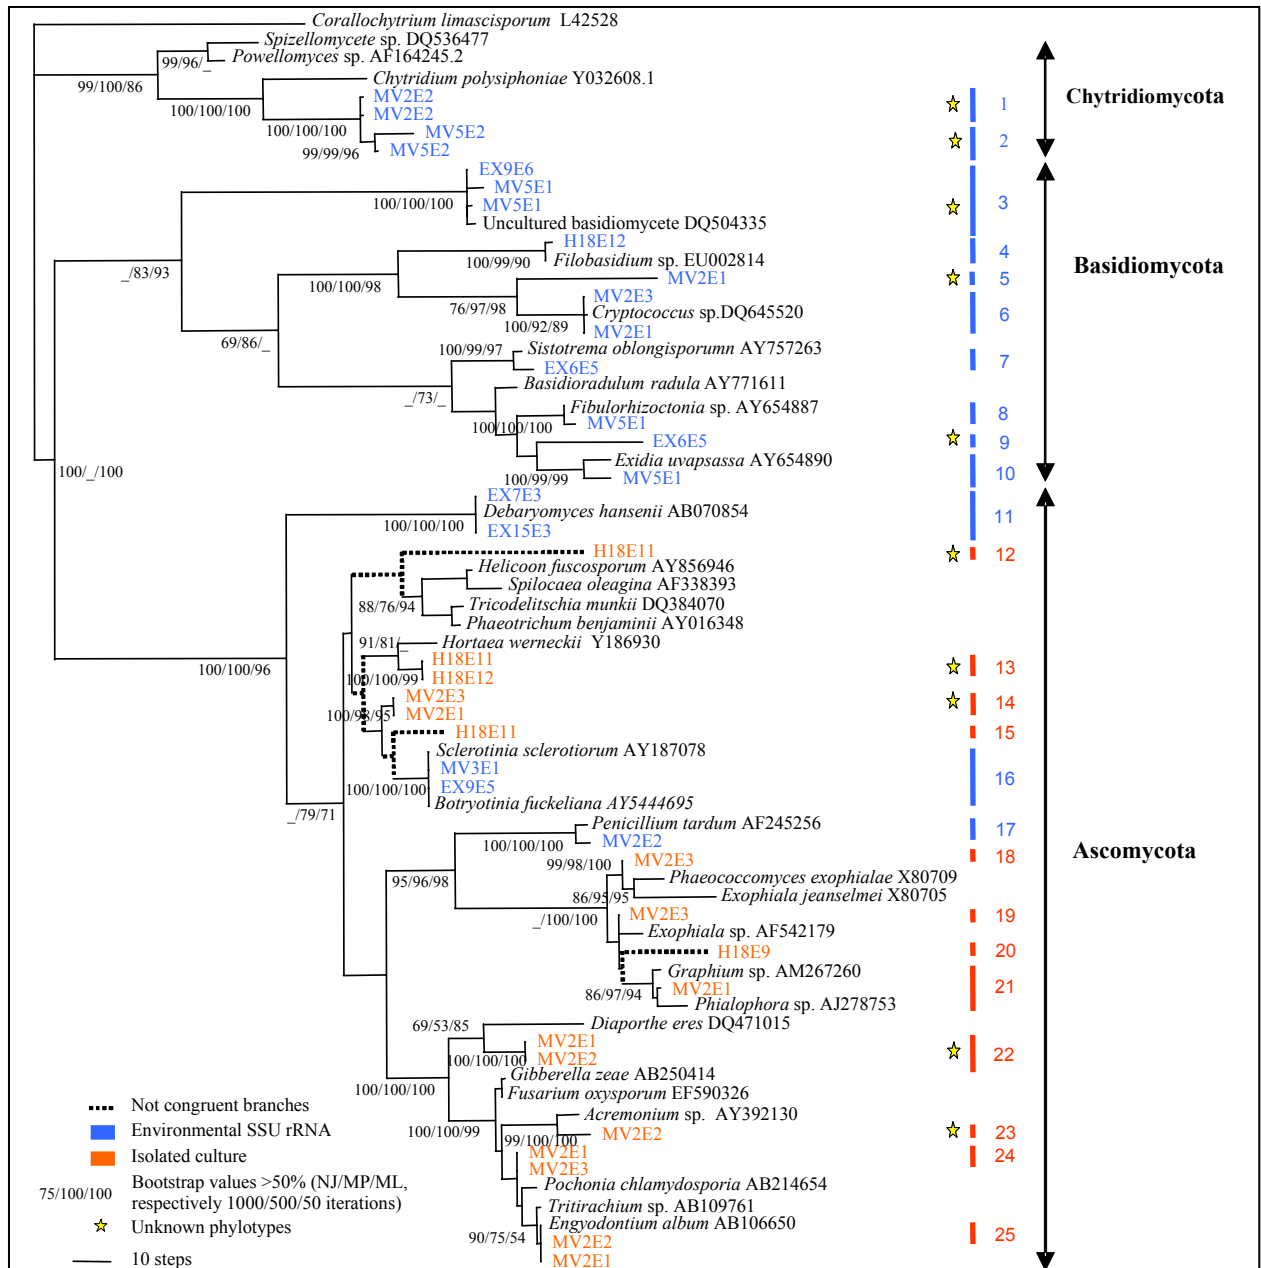 Corallochytrium limascisporum L42528
Spizellomycete sp. DQ536477
99/96/_
Powellomyces sp. AF164245.2
99/100/86
Chytridium polysiphoniae Y032608.1
MV2E2
100/100/100
MV2E2
1
Chytridiomycota
100/100/100
MV5E2
99/99/96
MV5E2
2
EX9E6
MV5E1
100/100/100
MV5E1
3
Uncultured basidiomycete DQ504335
H18E12
4
100/99/90
Filobasidium sp. EU002814
Basidiomycota
_/83/93
100/100/98
MV2E1
5
MV2E3
76/97/98
Cryptococcus sp.DQ645520
6
100/92/89
MV2E1
69/86/_
100/99/97
Sistotrema oblongisporumn AY757263
EX6E5
7
Basidioradulum radula AY771611
_/73/_
Fibulorhizoctonia sp. AY654887
8
100/100/100
MV5E1
EX6E5
9
Exidia uvapsassa AY654890
100/_/100
100/99/99
MV5E1
10
EX7E3
Debaryomyces hansenii AB070854
11
100/100/100
EX15E3
H18E11
12
Helicoon fuscosporum AY856946
Spilocaea oleagina AF338393
88/76/94
Tricodelitschia munkii DQ384070
Phaeotrichum benjaminii AY016348
91/81/_
Hortaea werneckii Y186930
100/100/96
H18E11
13
100/100/99
H18E12
MV2E3
14
100/98/95
MV2E1
H18E11
15
Sclerotinia sclerotiorum AY187078
MV3E1
16
100/100/100
EX9E5
Botryotinia fuckeliana AY5444695
_/79/71
Penicillium tardum AF245256
17
100/100/100
MV2E2
Ascomycota
99/98/100
MV2E3
18
95/96/98
Phaeococcomyces exophialae X80709
86/95/95
Exophiala jeanselmei X80705
_/100/100
MV2E3
19
Exophiala sp. AF542179
H18E9
20
Graphium sp. AM267260
86/97/94
MV2E1
21
Phialophora sp. AJ278753
69/53/85
Diaporthe eres DQ471015
MV2E1
22
100/100/100
MV2E2
100/100/100
Gibberella zeae AB250414
Fusarium oxysporum EF590326
Acremonium sp. AY392130
100/100/99
99/100/100
MV2E2
23
MV2E1
24
MV2E3
Pochonia chlamydosporia AB214654
Tritirachium sp. AB109761
Engyodontium album AB106650
90/75/54
MV2E2
25
MV2E1
Not congruent branches
Environmental SSU rRNA
Isolated culture
75/100/100
Bootstrap values >50% (NJ/MP/ML,
respectively 1000/500/50 iterations)
Unknown phylotypes
10 steps